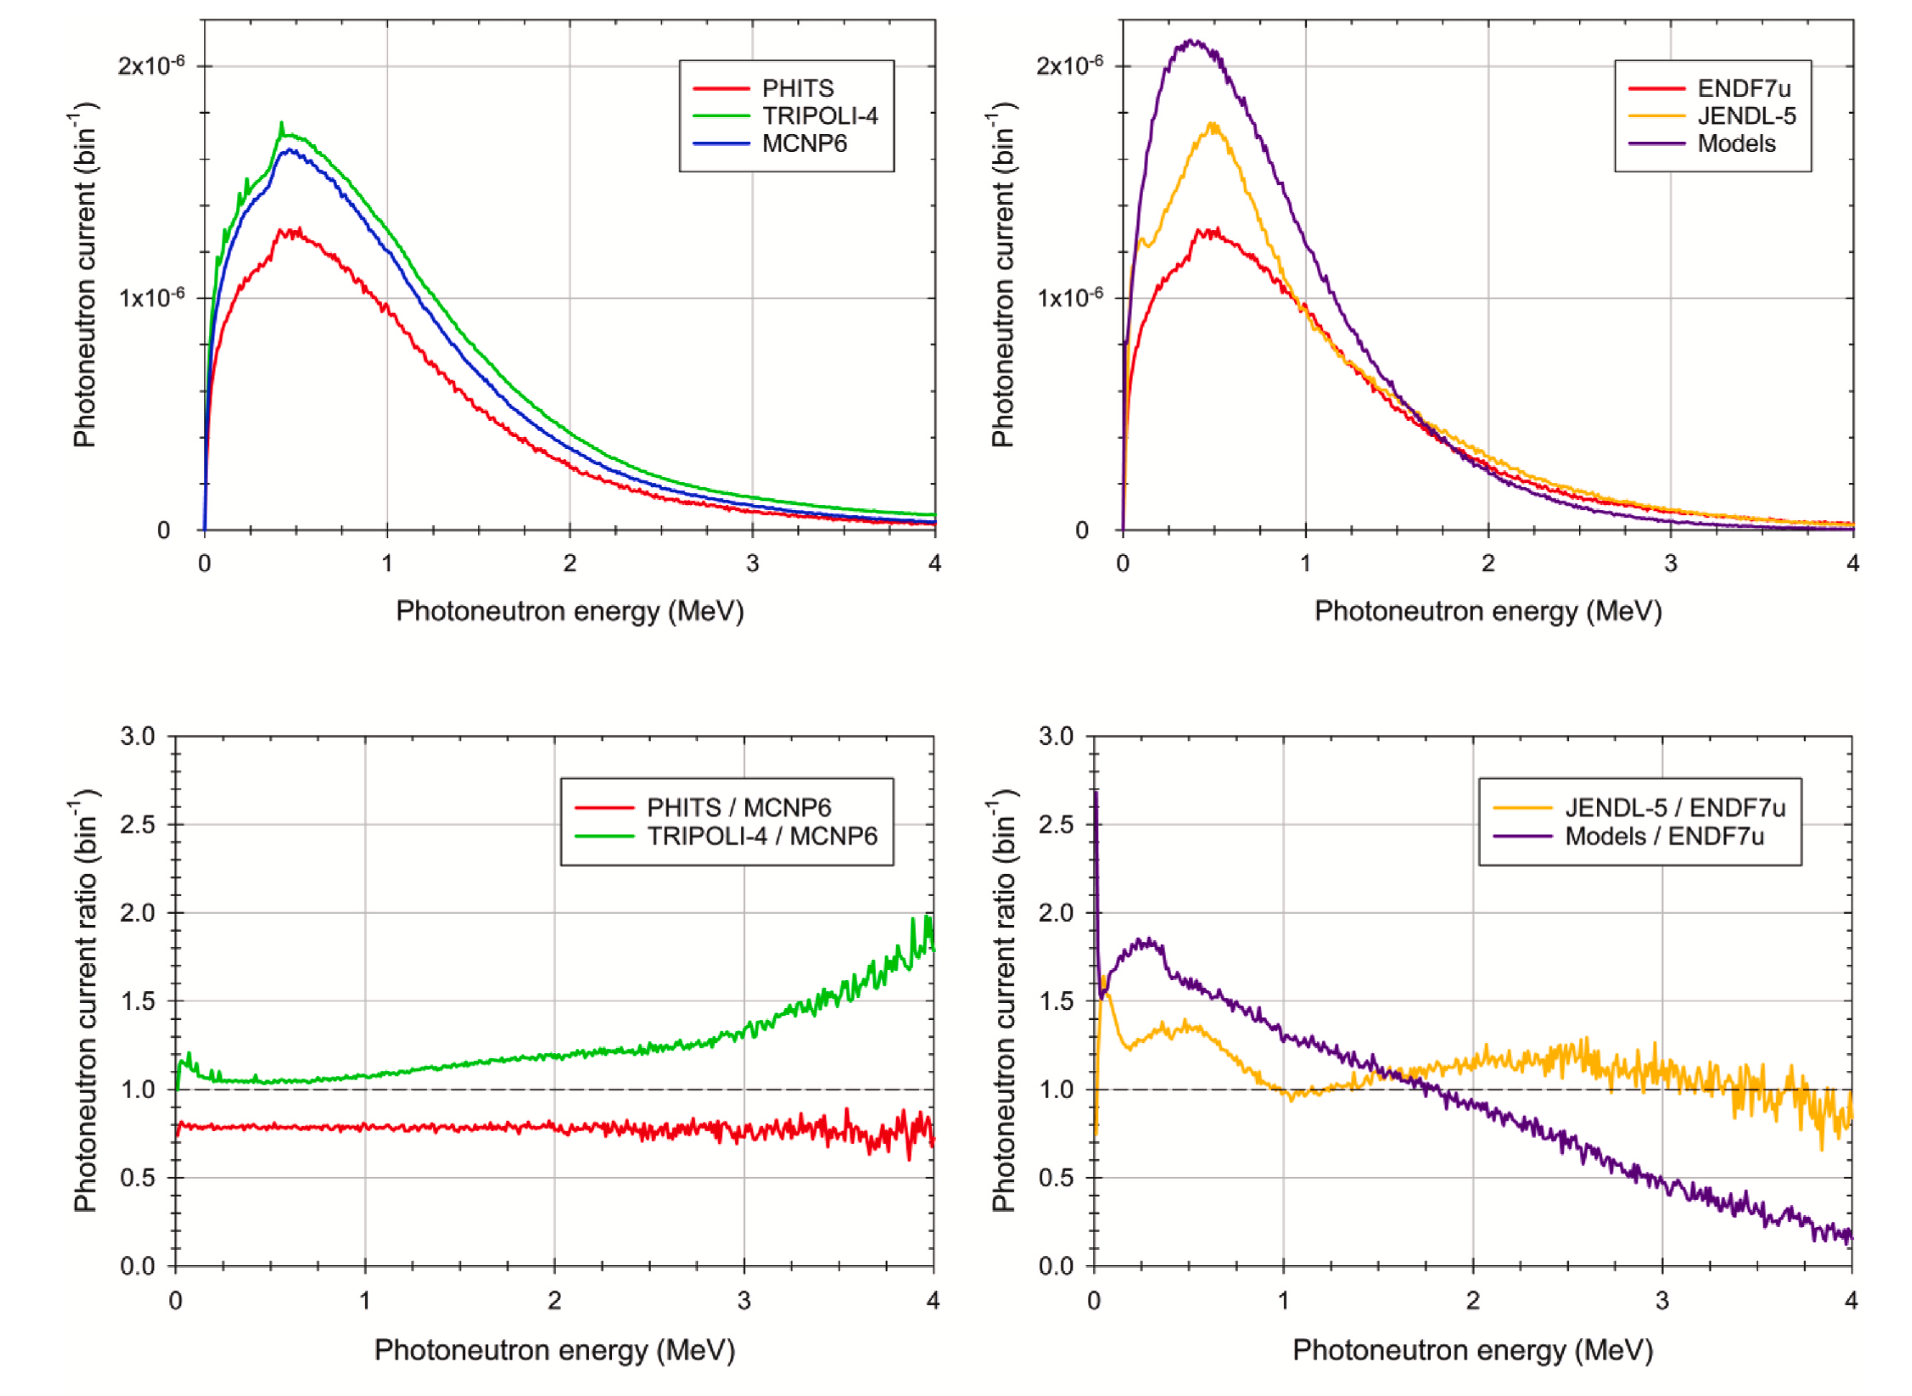 Photoneutron current (bin⁻¹)
2x10⁻⁶
1x10⁻⁶
0
PHITS
TRIPOLI-4
MCNP6
0 1 2 3 4
Photoneutron energy (MeV)
Photoneutron current (bin⁻¹)
2x10⁻⁶
1x10⁻⁶
0
ENDF7u
JENDL-5
Models
0 1 2 3 4
Photoneutron energy (MeV)
Photoneutron current ratio (bin⁻¹)
3.0
2.5
2.0
1.5
1.0
0.5
0.0
PHITS / MCNP6
TRIPOLI-4 / MCNP6
0 1 2 3 4
Photoneutron energy (MeV)
Photoneutron current ratio (bin⁻¹)
3.0
2.5
2.0
1.5
1.0
0.5
0.0
JENDL-5 / ENDF7u
Models / ENDF7u
0 1 2 3 4
Photoneutron energy (MeV)